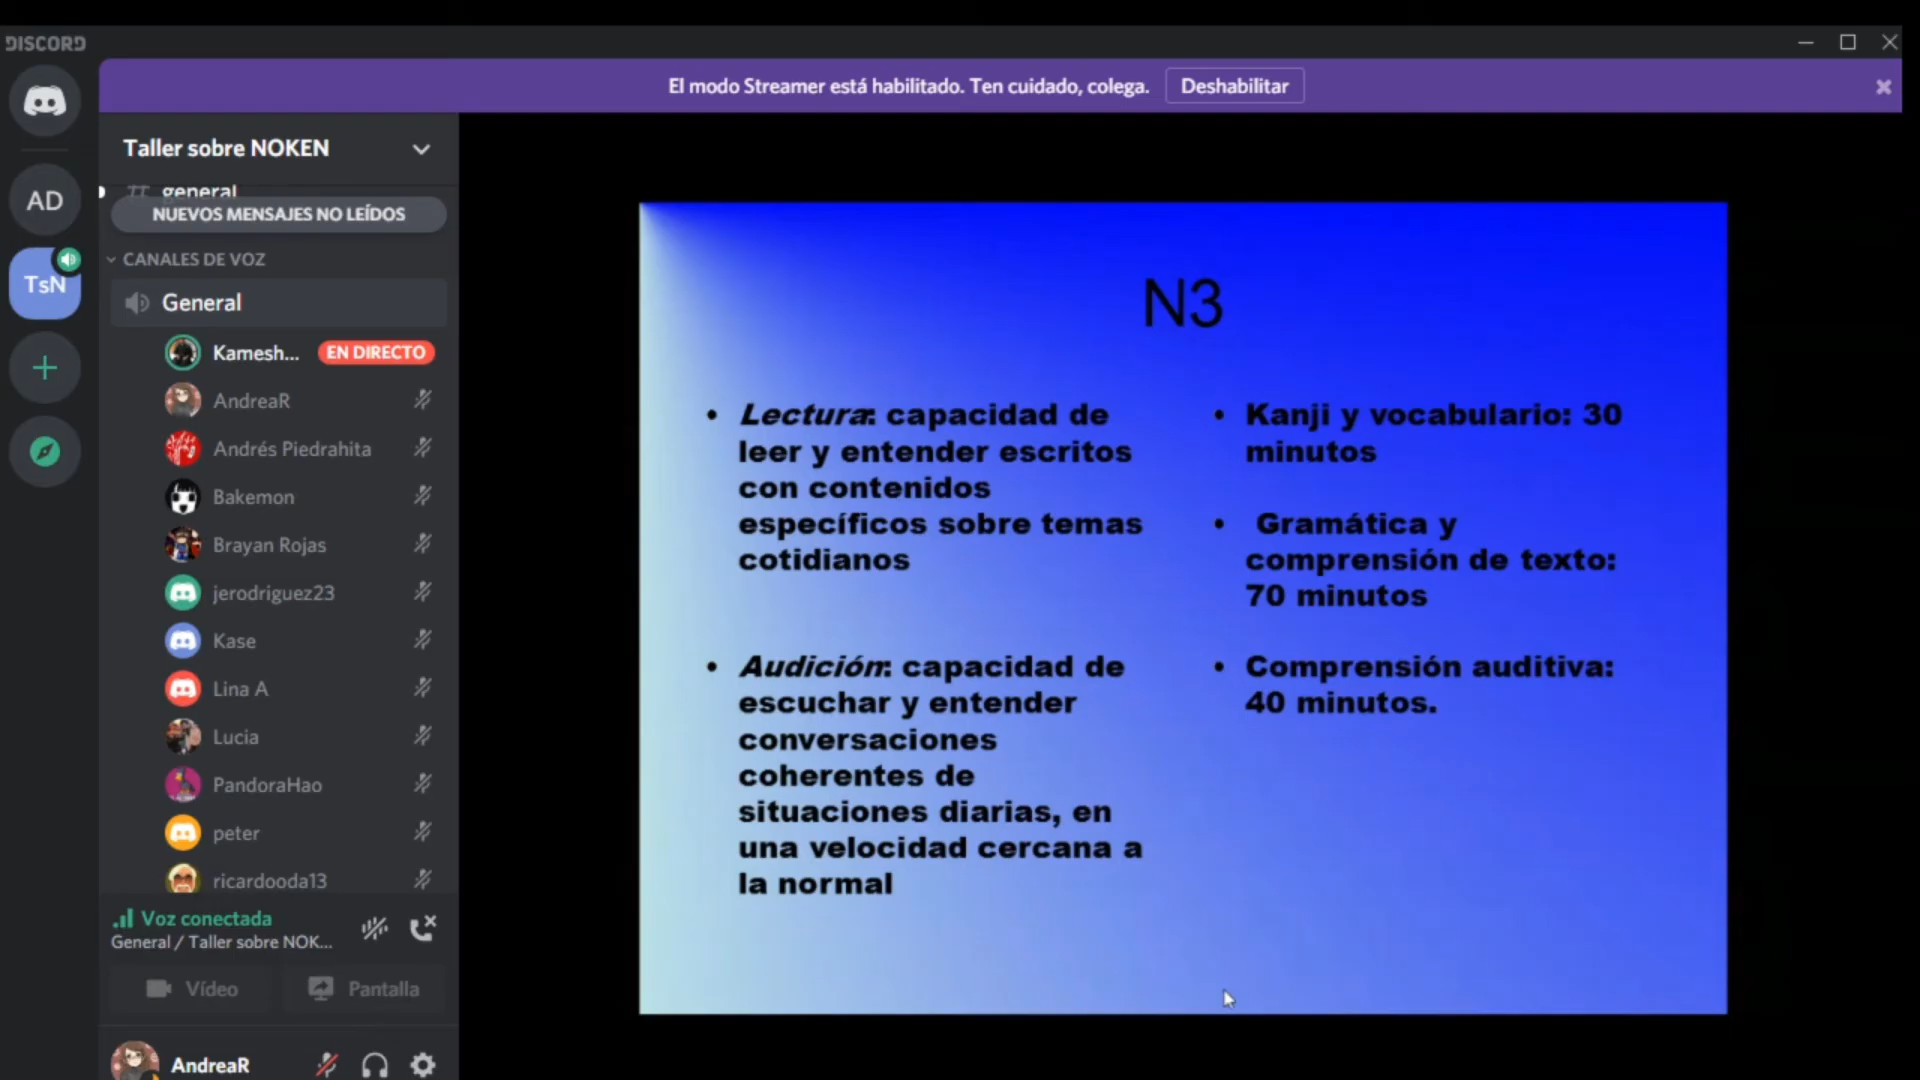 DISCORD
El modo Streamer está habilitado. Ten cuidado, colega.
Deshabilitar
Taller sobre NOKEN
general
NUEVOS MENSAJES NO LEÍDOS
CANALES DE VOZ
General
Kamesh... EN DIRECTO
AndreaR
Andrés Piedrahita
Bakemon
Brayan Rojas
jerodriguez23
Kase
Lina A
Lucia
PandoraHao
peter
ricardooda13
Voz conectada
General / Taller sobre NOK...
Vídeo
Pantalla
AndreaR
AD
TsN
N3
• Lectura: capacidad de
leer y entender escritos
con contenidos
específicos sobre temas
cotidianos
• Audición: capacidad de
escuchar y entender
conversaciones
coherentes de
situaciones diarias, en
una velocidad cercana a
la normal
• Kanji y vocabulario: 30
minutos
• Gramática y
comprensión de texto:
70 minutos
• Comprensión auditiva:
40 minutos.